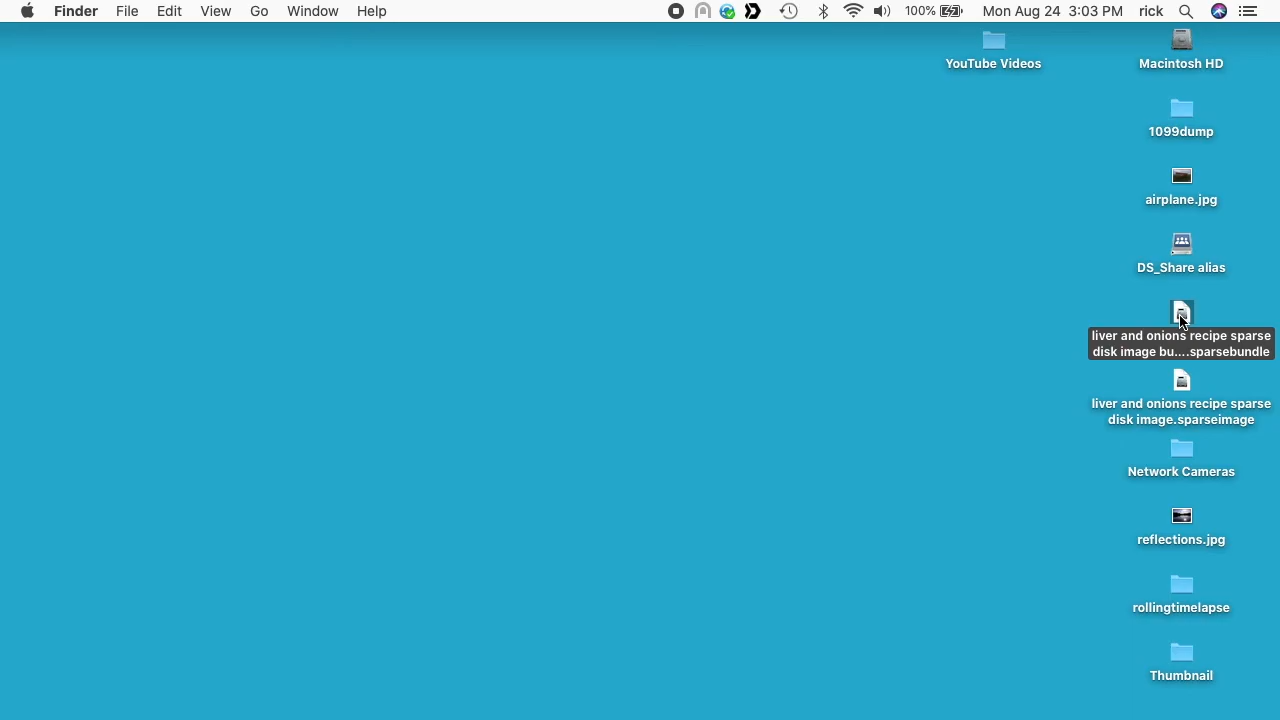 Finder File Edit View Go Window Help 100% Mon Aug 24 3:03 PM rick
YouTube Videos
Macintosh HD
1099dump
airplane.jpg
DS_Share alias
liver and onions recipe sparse
disk image bu....sparsebundle
liver and onions recipe sparse
disk image.sparseimage
Network Cameras
reflections.jpg
rollingtimelapse
Thumbnail